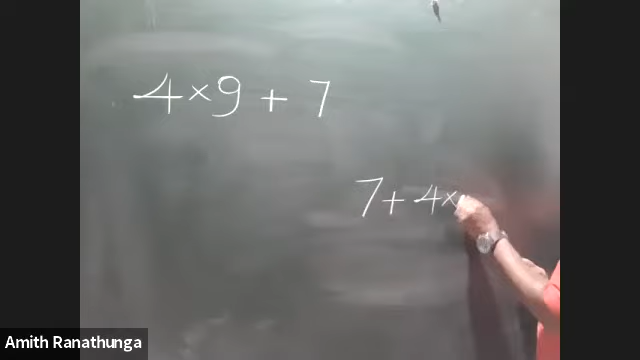 4 × 9 + 7
7 + 4 ×
Amith Ranathunga